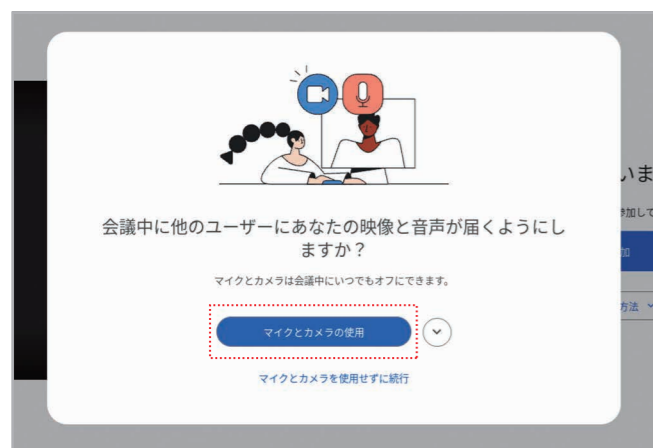 会議中に他のユーザーにあなたの映像と音声が届くようにし
ますか？
マイクとカメラは会議中にいつでもオフにできます。
マイクとカメラの使用
マイクとカメラを使用せずに続行
いま
参加して
加
方法